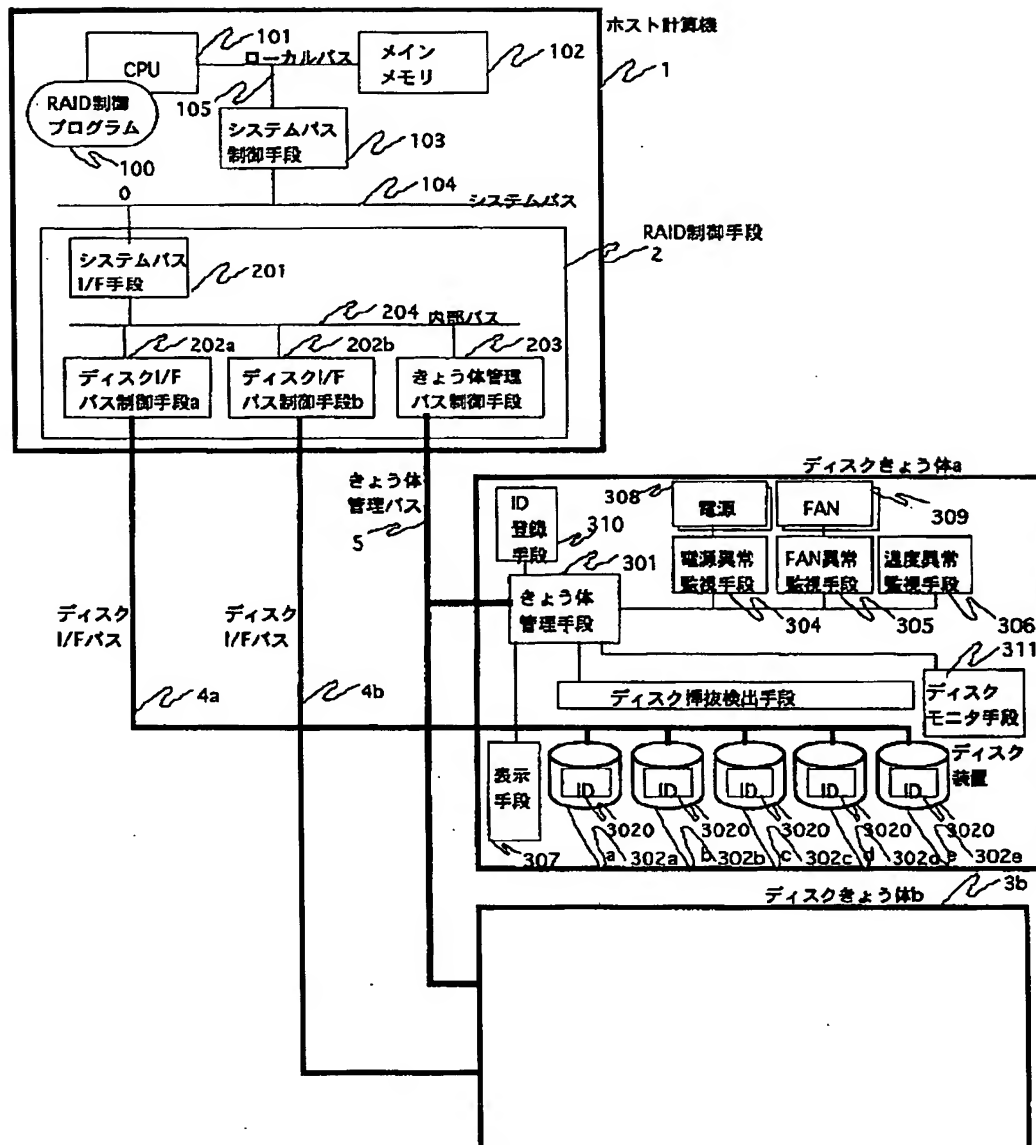 ホスト計算機
1
CPU
101
ローカルバス
メイン
メモリ
102
RAID制御
プログラム
100
0
105
システムバス
制御手段
103
104
システムバス
RAID制御手段
2
システムバス
I/F手段
201
204
内部バス
202a
202b
203
ディスクI/F
バス制御手段a
ディスクI/F
バス制御手段b
きょう体管理
バス制御手段
きょう体
管理バス
5
ディスク
I/Fバス
4a
ディスク
I/Fバス
4b
ディスクきょう体a
ID
登録
手段
310
308
電源
FAN
309
301
きょう体
管理手段
電源異常
監視手段
FAN異常
監視手段
温度異常
監視手段
304
305
306
311
ディスク挿抜検出手段
ディスク
モニタ手段
表示
手段
307
ディスク
装置
ID
ID
ID
ID
ID
3020
3020
3020
3020
3020
a
302a
b
302b
c
302c
d
302d
e
302e
3b
ディスクきょう体b